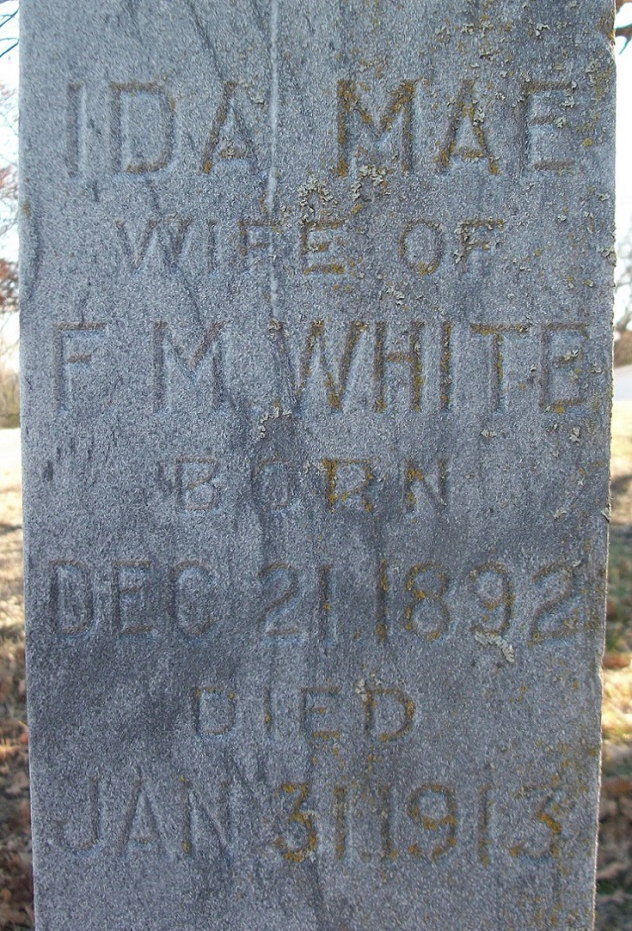 IDA MAE
WIFE OF
F M WHITE
BORN
DEC 21.1892
DIED
JAN 31.1913